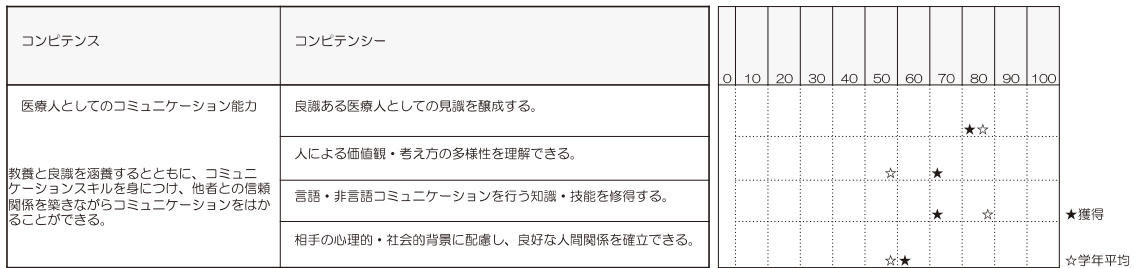 コンピテンス
コンピテンシー
0 10 20 30 40 50 60 70 80 90 100
医療人としてのコミュニケーション能力
良識ある医療人としての見識を醸成する。
★☆
人による価値観・考え方の多様性を理解できる。
☆ ★
教養と良識を涵養するとともに、コミュニ
ケーションスキルを身につけ、他者との信頼
関係を築きながらコミュニケーションをはか
ることができる。
言語・非言語コミュニケーションを行う知識・技能を修得する。
★ ☆
★獲得
相手の心理的・社会的背景に配慮し、良好な人間関係を確立できる。
☆★
☆学年平均